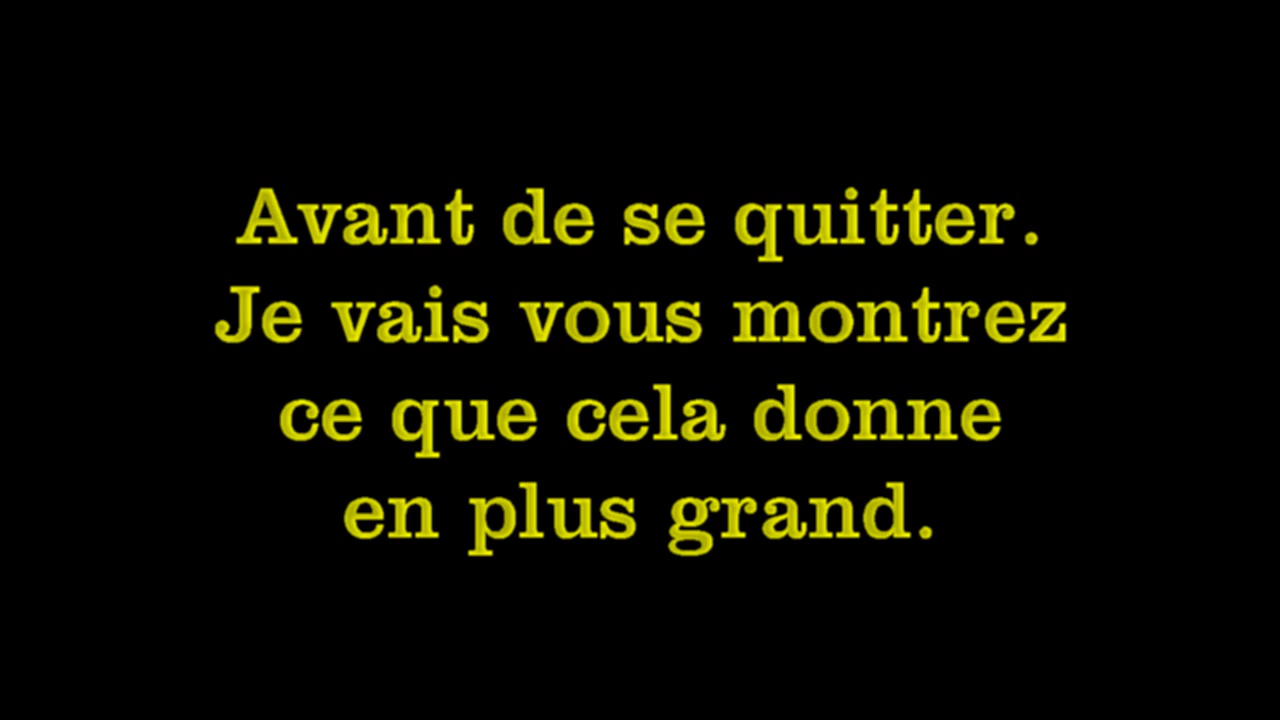 Avant de se quitter.
Je vais vous montrez
ce que cela donne
en plus grand.